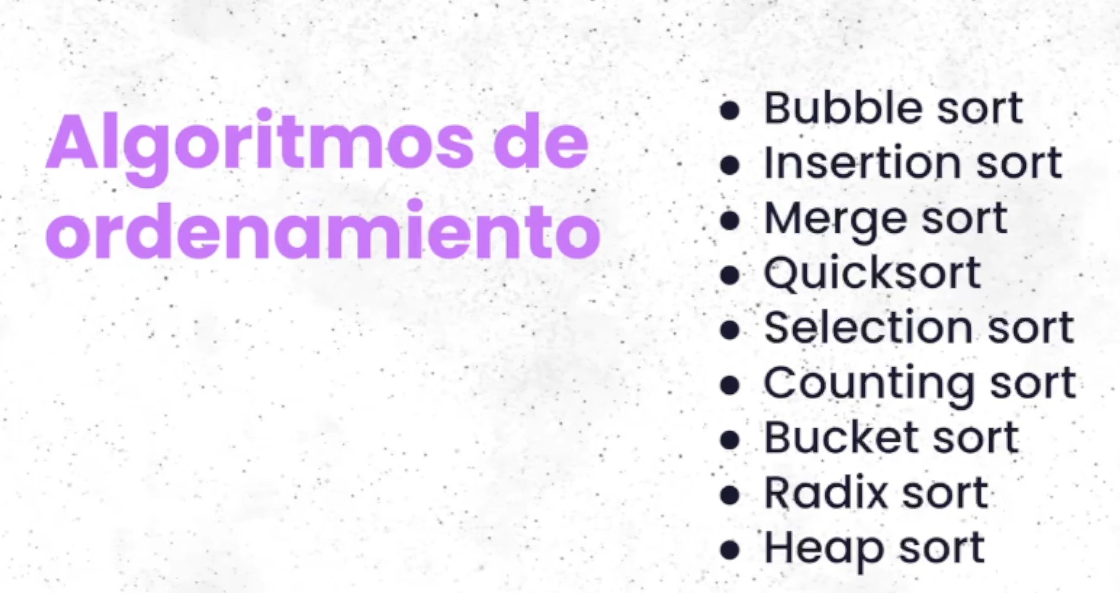 Algoritmos de
ordenamiento
● Bubble sort
● Insertion sort
● Merge sort
● Quicksort
● Selection sort
● Counting sort
● Bucket sort
● Radix sort
● Heap sort